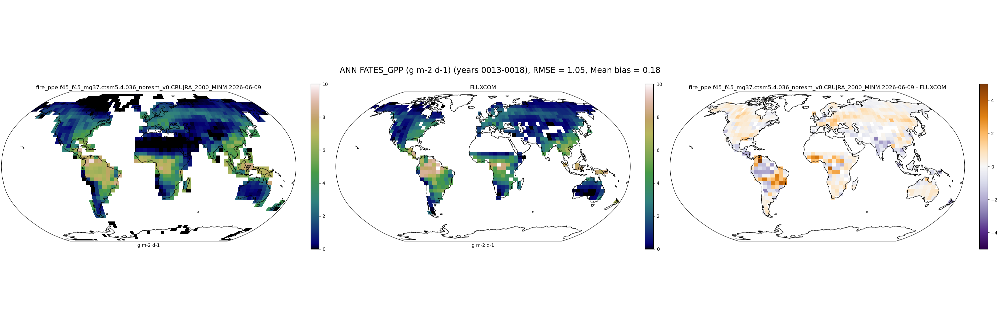 ANN FATES_GPP (g m-2 d-1) (years 0013-0018), RMSE = 1.05, Mean bias = 0.18
fire_ppe.f45_f45_mg37.ctsm5.4.036_noresm_v0.CRUJRA_2000_MINM.2026-06-09
10
8
6
4
2
0
g m-2 d-1
FLUXCOM
10
8
6
4
2
0
g m-2 d-1
fire_ppe.f45_f45_mg37.ctsm5.4.036_noresm_v0.CRUJRA_2000_MINM.2026-06-09 - FLUXCOM
4
2
0
−2
−4